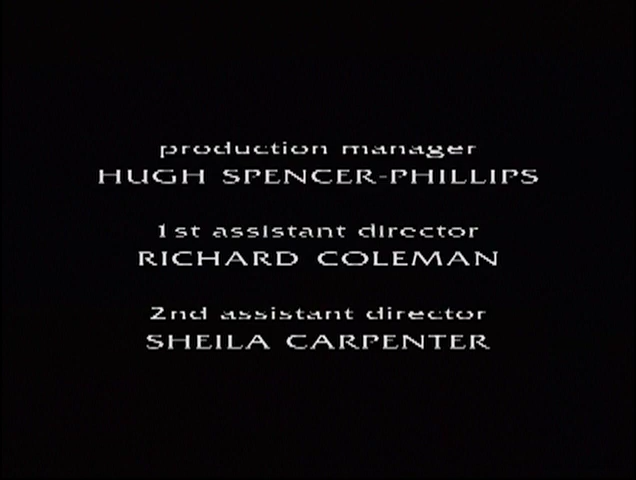 production manager
HUGH SPENCER-PHILLIPS
1st assistant director
RICHARD COLEMAN
2nd assistant director
SHEILA CARPENTER